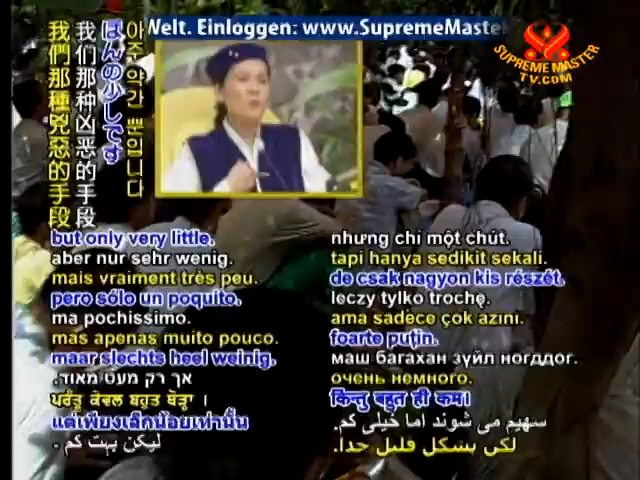 Welt. Einloggen: www.SupremeMaster
SUPREME MASTER
TV.COM
我們那種兇惡的手段
我们那种凶恶的手段
ほんの少しです
아주 약간 뿐입니다
but only very little.
aber nur sehr wenig.
mais vraiment très peu.
pero sólo un poquito.
ma pochissimo.
mas apenas muito pouco.
maar slechts heel weinig.
אך רק מעט מאוד.
ਪਰੰਤੂ ਕੇਵਲ ਬਹੁਤ ਥੋੜਾ ।
แต่เพียงเล็กน้อยเท่านั้น
لیکن بہت کم .
nhưng chỉ một chút.
tapi hanya sedikit sekali.
de csak nagyon kis részét.
leczy tylko trochę.
ama sadece çok azını.
foarte puţin.
маш багахан зүйл ногддог.
очень немного.
किन्तु बहुत ही कम।
سهیم می شوند اما خیلی کم.
لكن بشكل قليل جدا.